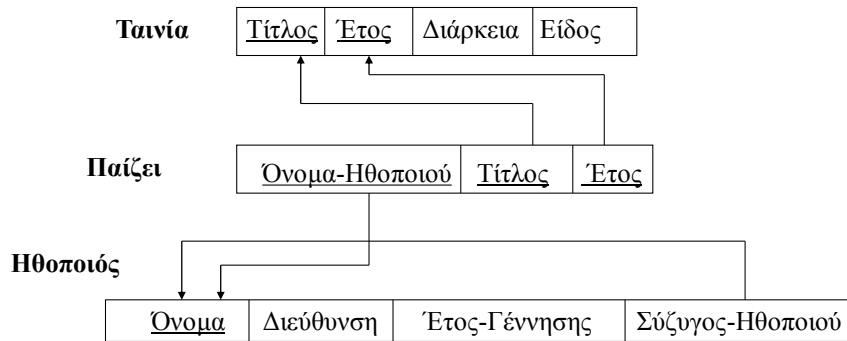 Ταινία Τίτλος Έτος Διάρκεια Είδος
Παίζει Όνομα-Ηθοποιού Τίτλος Έτος
Ηθοποιός
Όνομα Διεύθυνση Έτος-Γέννησης Σύζυγος-Ηθοποιού